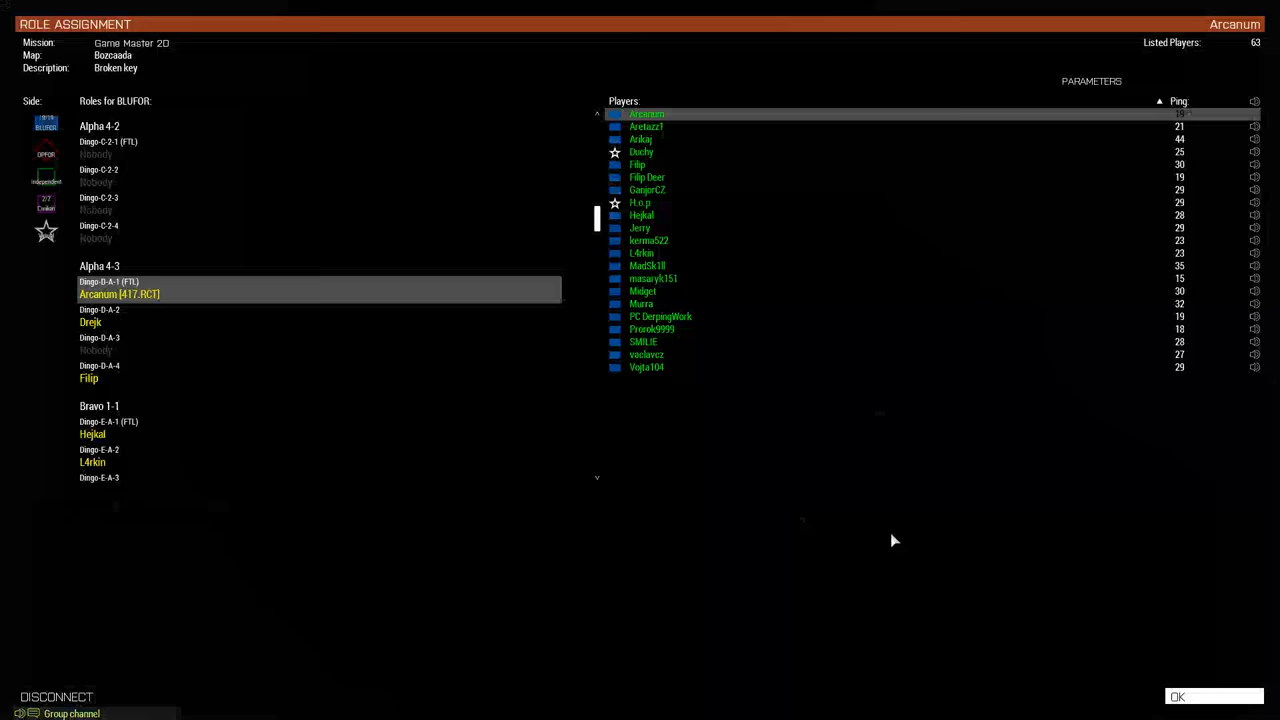 ROLE ASSIGNMENT
Arcanum
Mission: Game Master 2D
Listed Players: 63
Map: Bozcaada
Description: Broken key
PARAMETERS
Side:
Roles for BLUFOR:
Players:
Ping:
BLUFOR
OPFOR
Independent
2/2
Civilian
Alpha 4-2
Dingo-C-2-1 (FTL)
Nobody
Dingo-C-2-2
Nobody
Dingo-C-2-3
Nobody
Dingo-C-2-4
Nobody
Alpha 4-3
Dingo-D-A-1 (FTL)
Arcanum [417.RCT]
Dingo-D-A-2
Drejk
Dingo-D-A-3
Nobody
Dingo-D-A-4
Filip
Bravo 1-1
Dingo-E-A-1 (FTL)
Hejkal
Dingo-E-A-2
L4rkin
Dingo-E-A-3
Arcanum
Aretazz1 21
Arikaj 44
Duchy 25
Filip 30
Filip Deer 19
GanjorCZ 29
H.o.p 29
Hejkal 28
Jerry 29
kerma522 23
L4rkin 23
MadSk1ll 35
masaryk151 15
Midget 30
Murra 32
PC DerpingWork 19
Prorok9999 18
SMILIE 28
vaclavcz 27
Vojta104 29
DISCONNECT
OK
Group channel